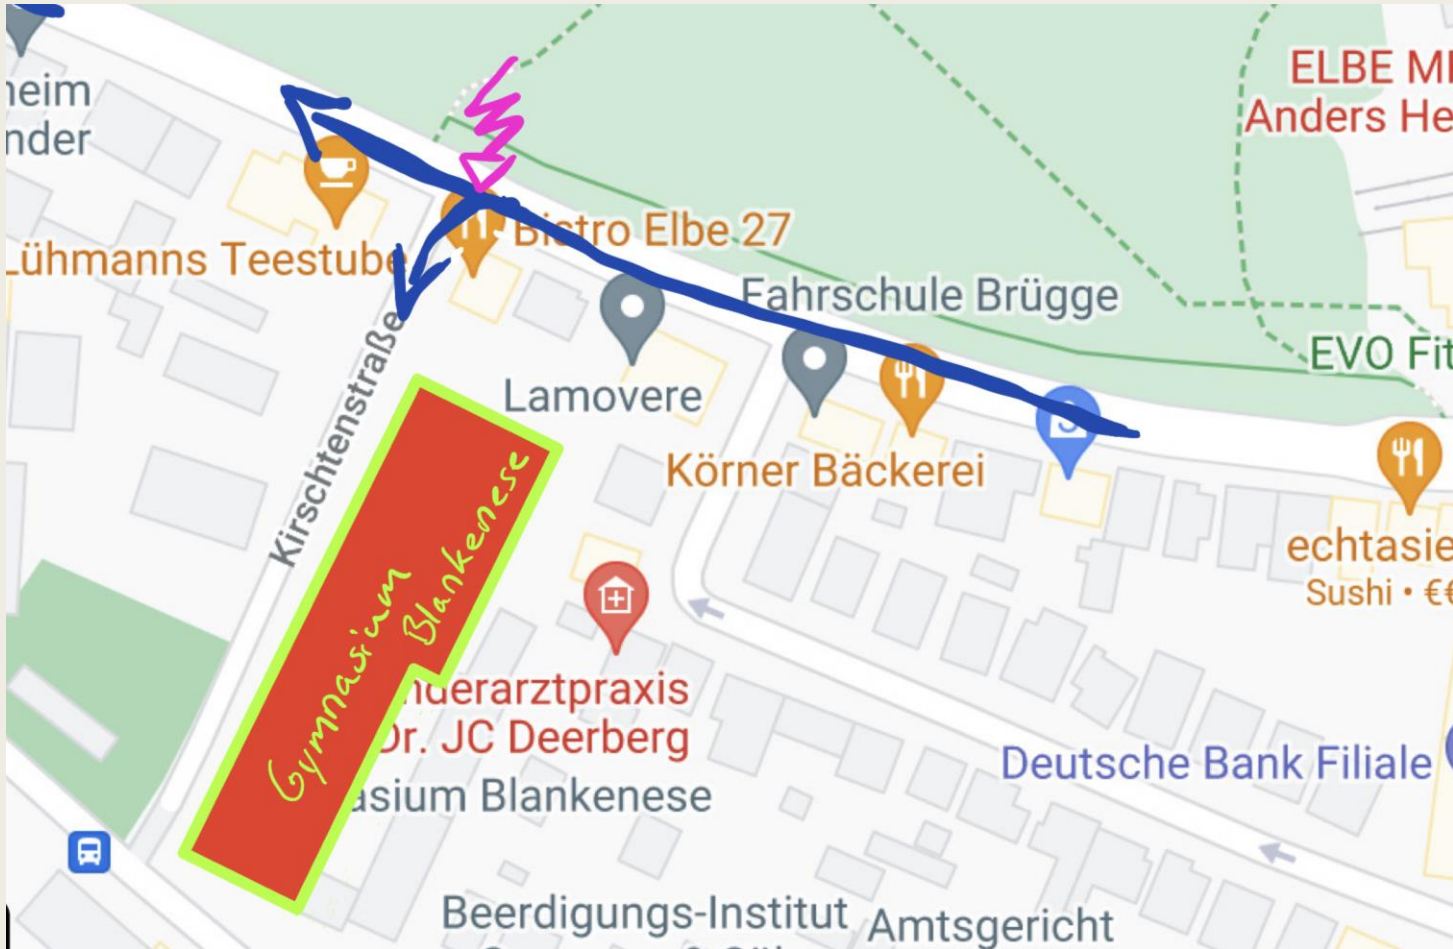 heim
nder
ELBE ME
Anders He
Lühmanns Teestube
Bistro Elbe 27
Fahrschule Brügge
EVO Fit
Lamovere
Körner Bäckerei
Kirschtenstraße
echtasie
Sushi • €€
Gymnasium
Blankenese
nderarztpraxis
Dr. JC Deerberg
asium Blankenese
Deutsche Bank Filiale
Beerdigungs-Institut
Amtsgericht